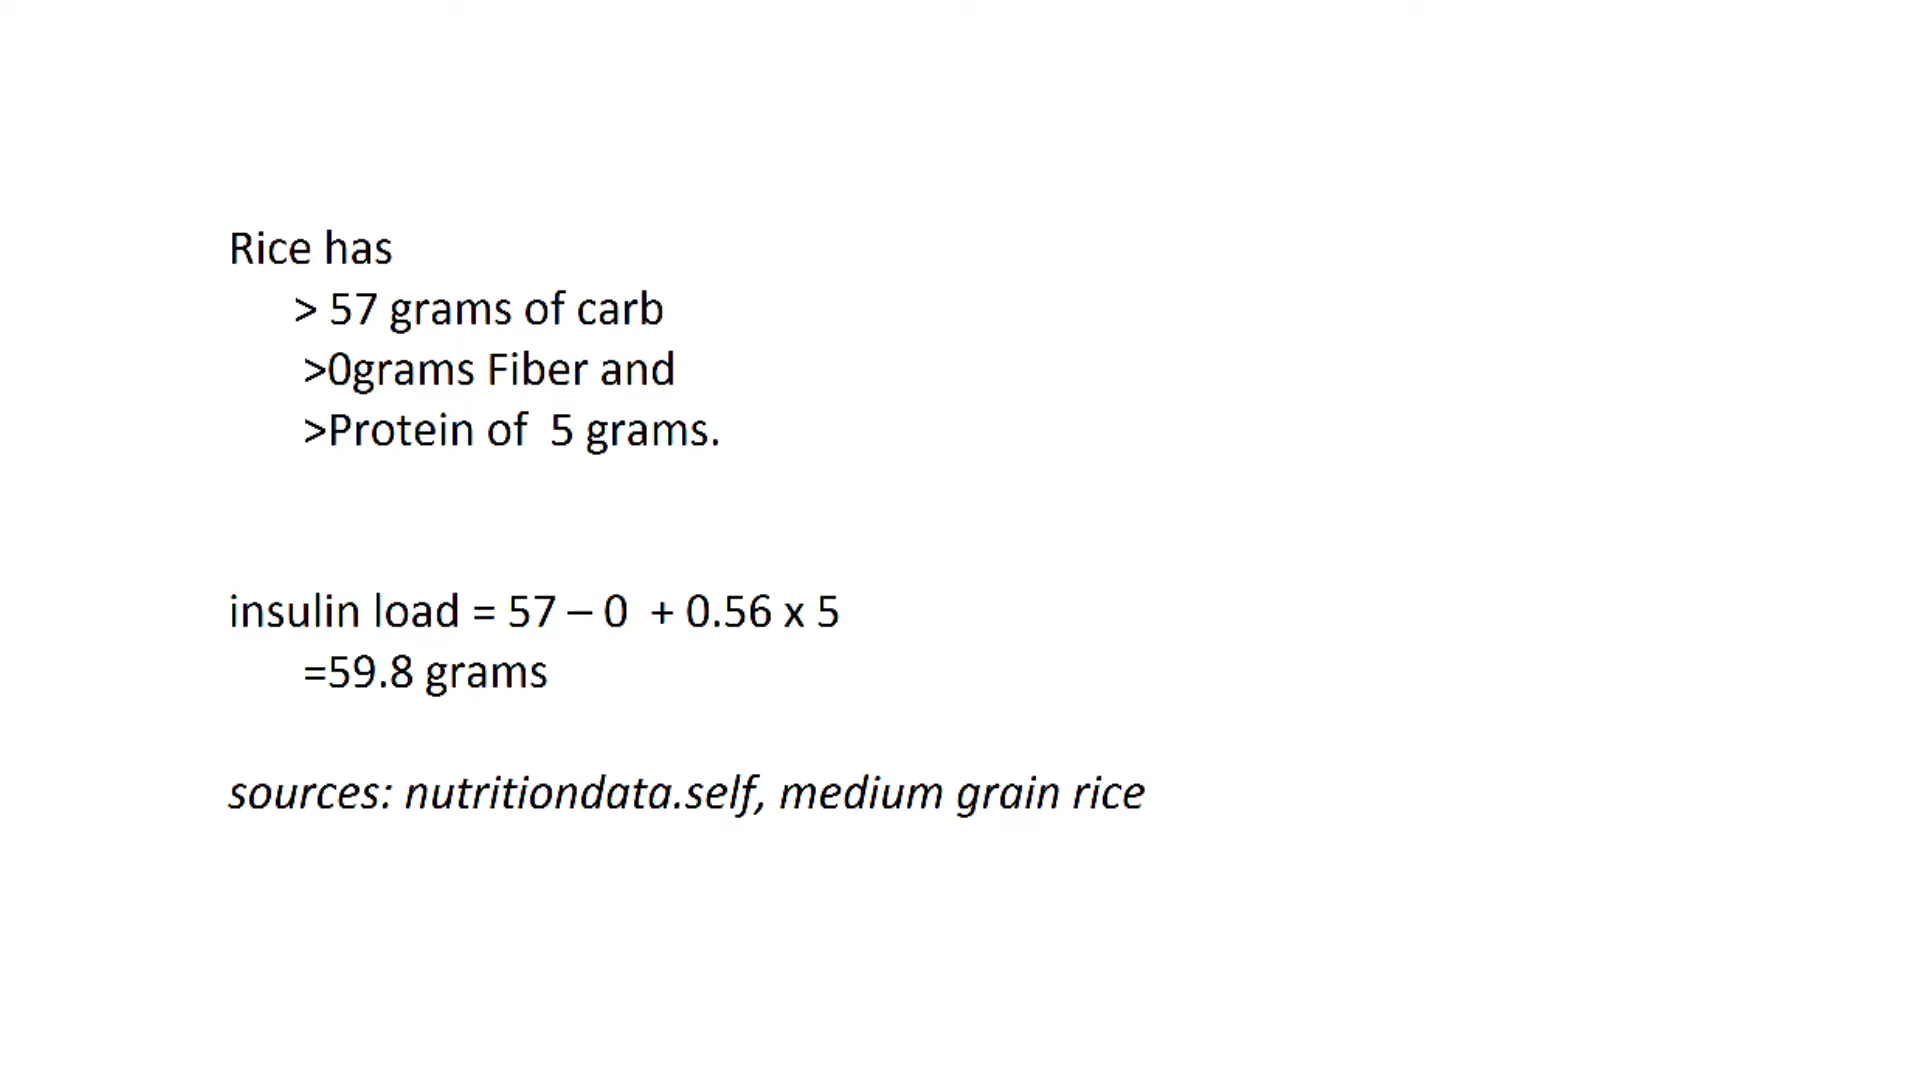 Rice has
> 57 grams of carb
>0grams Fiber and
>Protein of  5 grams.
insulin load = 57 – 0  + 0.56 x 5
=59.8 grams
sources: nutritiondata.self, medium grain rice